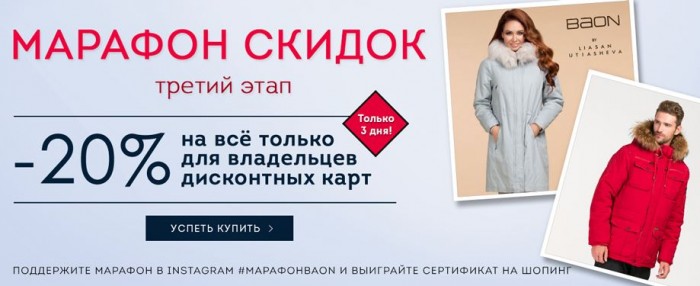 МАРАФОН СКИДОК
третий этап
-20%
на всё только
для владельцев
дисконтных карт
Только
3 дня!
УСПЕТЬ КУПИТЬ >
ПОДДЕРЖИТЕ МАРАФОН В INSTAGRAM #МАРАФОНBAON И ВЫИГРАЙТЕ СЕРТИФИКАТ НА ШОПИНГ
BAON
BY
LIASAN
UTIASHEVA